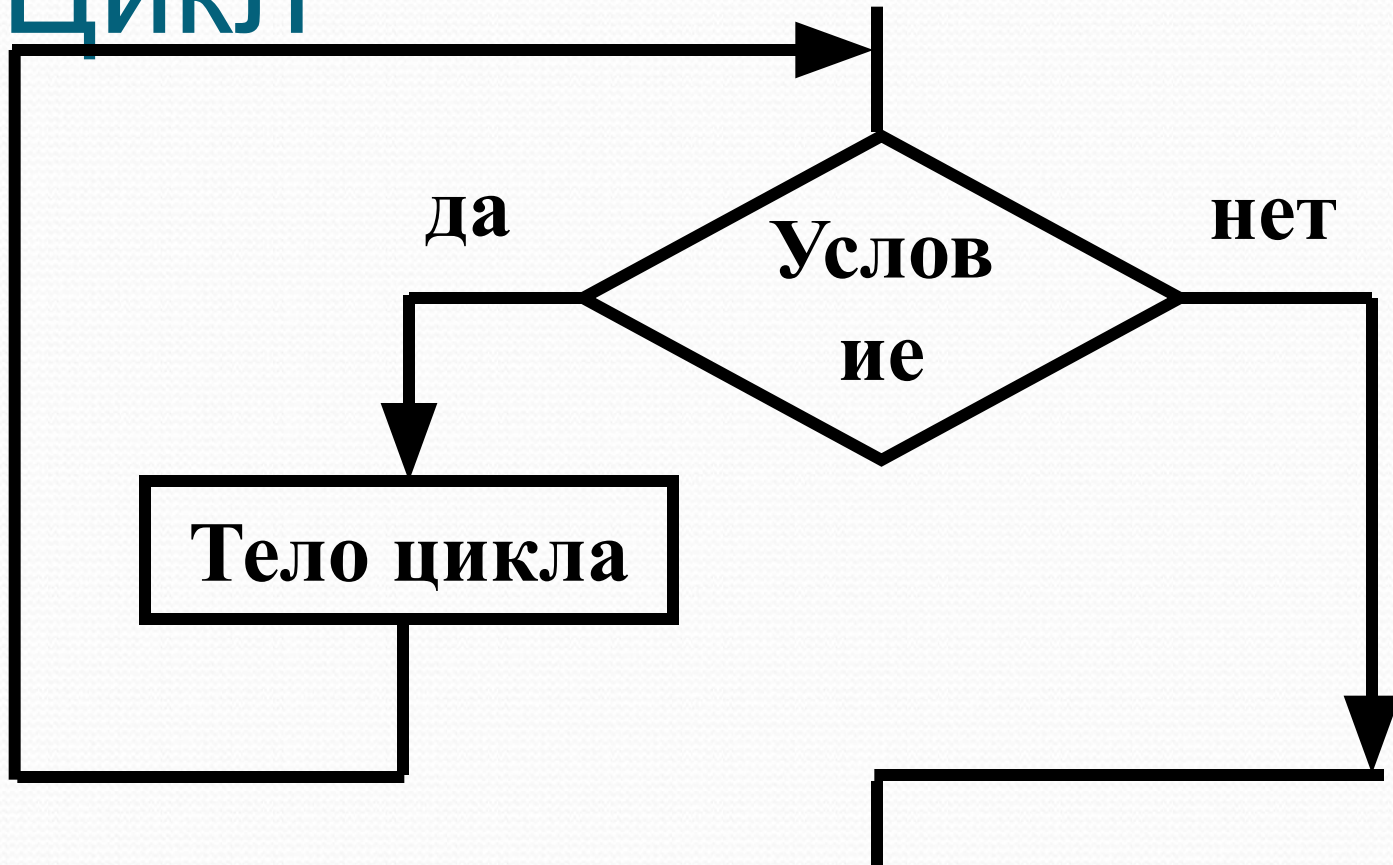 Цикл
да
нет
Услов
ие
Тело цикла